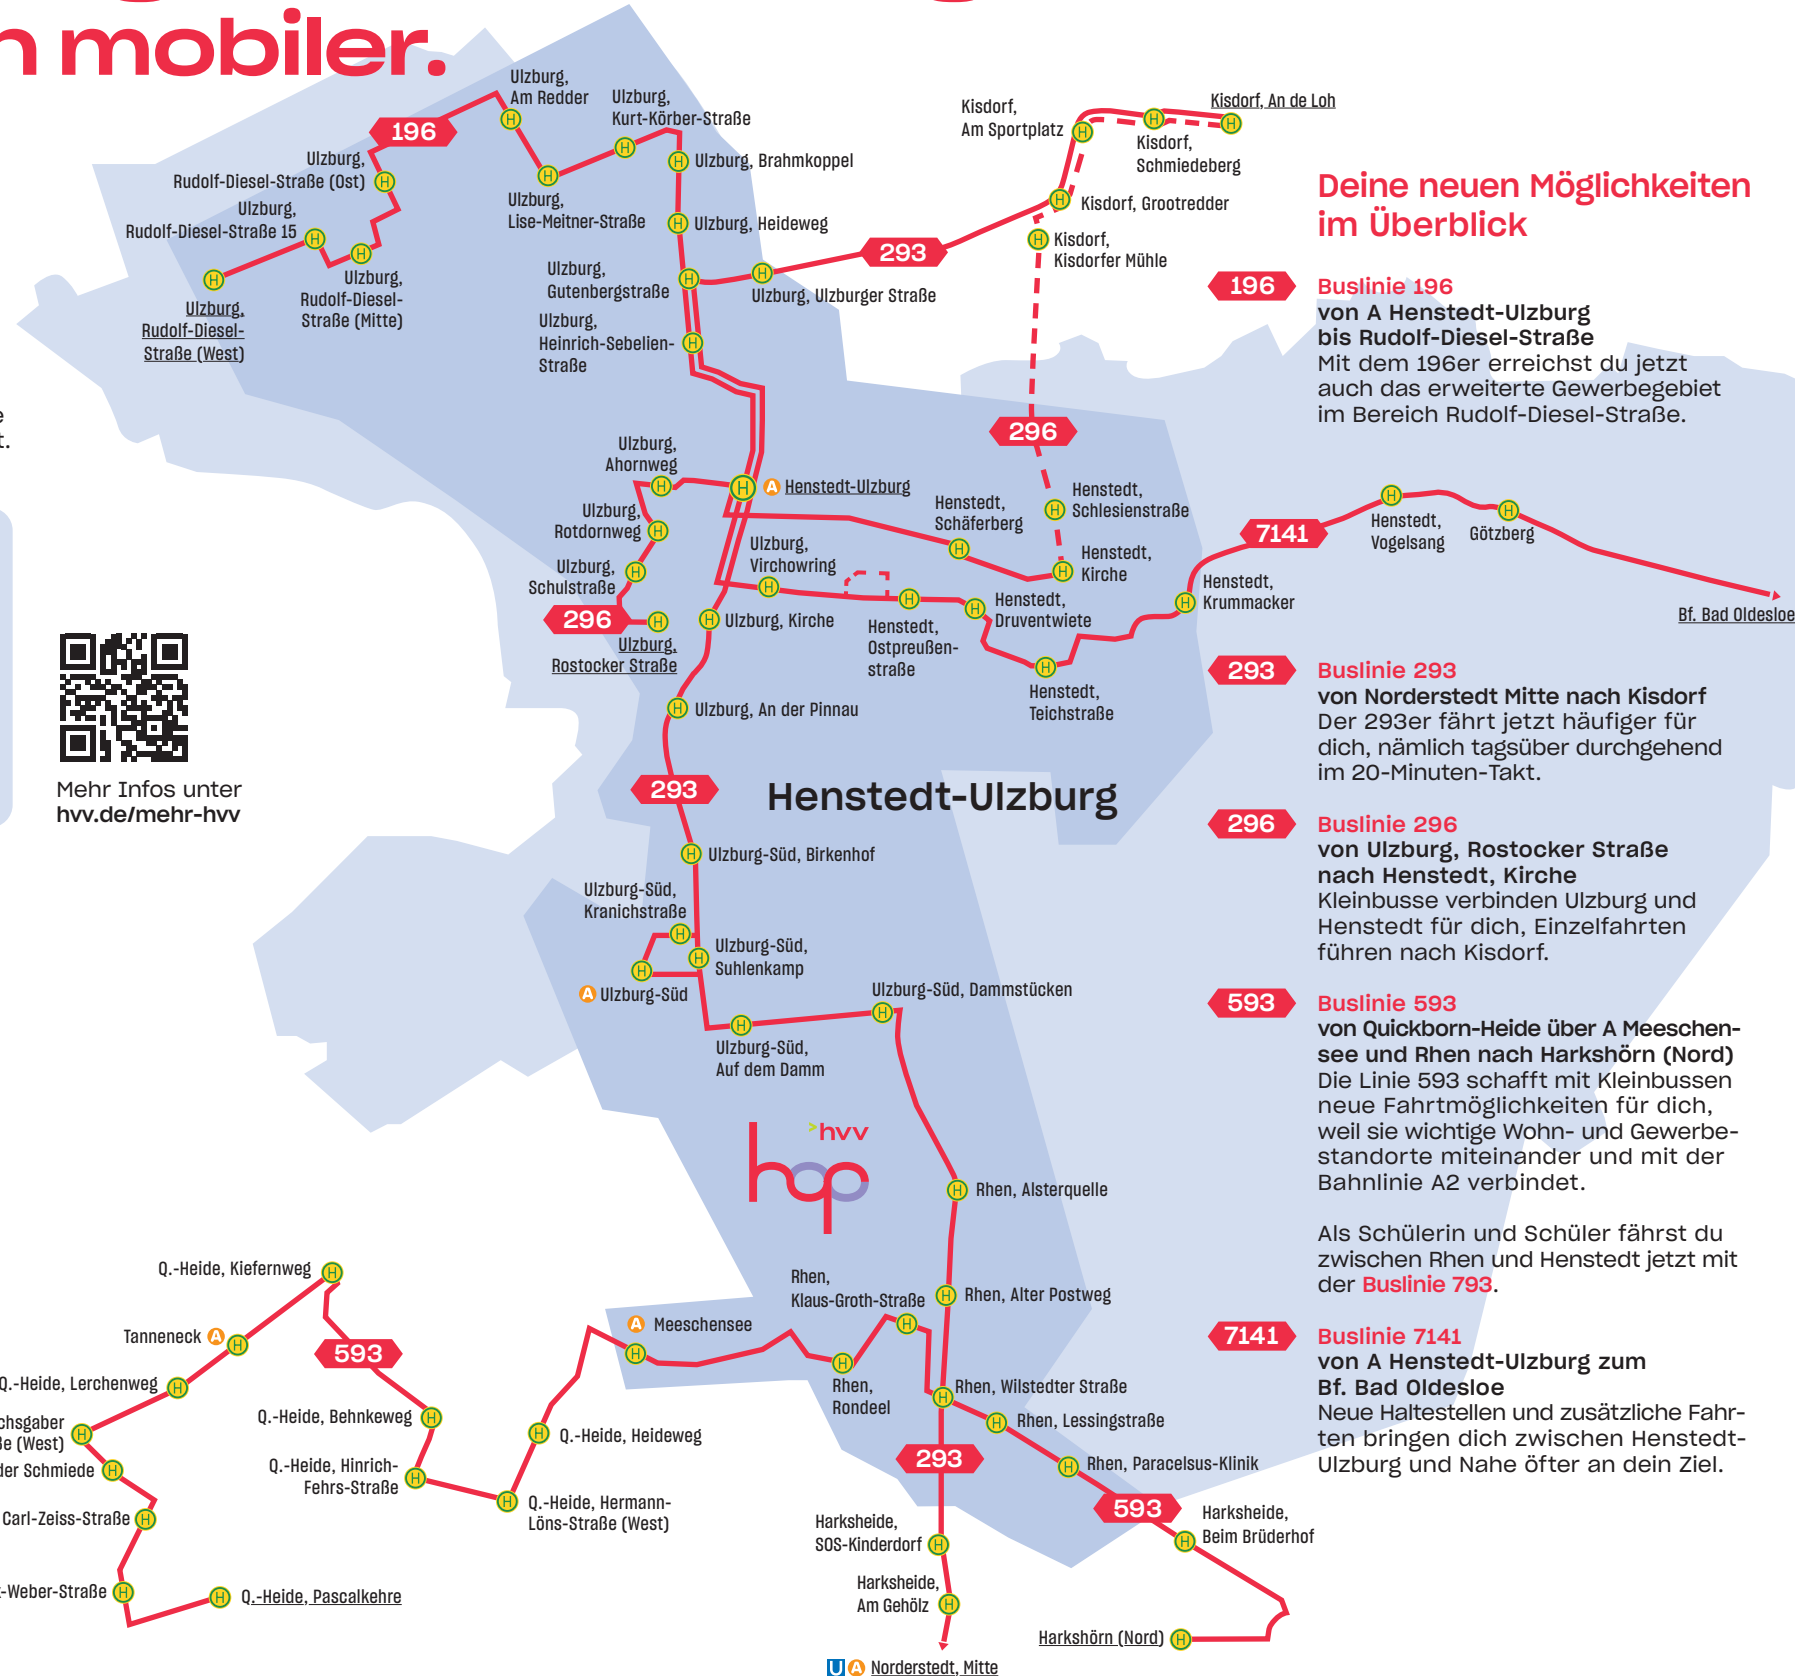 n mobiler.
Ulzburg,
Am Redder
Ulzburg,
Kurt-Körber-Straße
196
Ulzburg,
Rudolf-Diesel-Straße (Ost)
Ulzburg,
Rudolf-Diesel-Straße 15
Ulzburg,
Rudolf-Diesel-
Straße (West)
Ulzburg,
Rudolf-Diesel-
Straße (Mitte)
Ulzburg,
Lise-Meitner-Straße
Ulzburg, Brahmkoppel
Ulzburg, Heideweg
Ulzburg,
Gutenbergstraße
Ulzburg, Ulzburger Straße
Ulzburg,
Heinrich-Sebelien-
Straße
293
Kisdorf,
Am Sportplatz
Kisdorf, An de Loh
Kisdorf,
Schmiedeberg
Kisdorf, Grootredder
Kisdorf,
Kisdorfer Mühle
296
Ulzburg,
Ahornweg
A Henstedt-Ulzburg
Ulzburg,
Rotdornweg
Ulzburg,
Schulstraße
296
Ulzburg,
Rostocker Straße
Ulzburg,
Virchowring
Ulzburg, Kirche
Henstedt,
Schäferberg
Henstedt,
Schlesienstraße
Henstedt,
Kirche
Henstedt,
Ostpreußen-
straße
Henstedt,
Druventwiete
Henstedt,
Teichstraße
Henstedt,
Krummacker
7141
Henstedt,
Vogelsang
Götzberg
Bf. Bad Oldesloe
Ulzburg, An der Pinnau
293
Henstedt-Ulzburg
Ulzburg-Süd, Birkenhof
Ulzburg-Süd,
Kranichstraße
Ulzburg-Süd,
Suhlenkamp
A Ulzburg-Süd
Ulzburg-Süd,
Auf dem Damm
Ulzburg-Süd, Dammstücken
hvv
hop
Rhen, Alsterquelle
Rhen,
Klaus-Groth-Straße
Rhen, Alter Postweg
A Meeschensee
Rhen,
Rondeel
Rhen, Wilstedter Straße
Rhen, Lessingstraße
293
Rhen, Paracelsus-Klinik
593
Harksheide,
Beim Brüderhof
Harksheide,
SOS-Kinderdorf
Harksheide,
Am Gehölz
Harkshörn (Nord)
U A Norderstedt, Mitte
Q.-Heide, Kiefernweg
Tanneneck A
593
Q.-Heide, Lerchenweg
chsgaber
ße (West)
der Schmiede
Carl-Zeiss-Straße
-Weber-Straße
Q.-Heide, Pascalkehre
Q.-Heide, Behnkeweg
Q.-Heide, Hinrich-
Fehrs-Straße
Q.-Heide, Heideweg
Q.-Heide, Hermann-
Löns-Straße (West)
e
t.
Mehr Infos unter
hvv.de/mehr-hvv
Deine neuen Möglichkeiten
im Überblick
196
Buslinie 196
von A Henstedt-Ulzburg
bis Rudolf-Diesel-Straße
Mit dem 196er erreichst du jetzt
auch das erweiterte Gewerbegebiet
im Bereich Rudolf-Diesel-Straße.
293
Buslinie 293
von Norderstedt Mitte nach Kisdorf
Der 293er fährt jetzt häufiger für
dich, nämlich tagsüber durchgehend
im 20-Minuten-Takt.
296
Buslinie 296
von Ulzburg, Rostocker Straße
nach Henstedt, Kirche
Kleinbusse verbinden Ulzburg und
Henstedt für dich, Einzelfahrten
führen nach Kisdorf.
593
Buslinie 593
von Quickborn-Heide über A Meeschen-
see und Rhen nach Harkshörn (Nord)
Die Linie 593 schafft mit Kleinbussen
neue Fahrtmöglichkeiten für dich,
weil sie wichtige Wohn- und Gewerbe-
standorte miteinander und mit der
Bahnlinie A2 verbindet.
Als Schülerin und Schüler fährst du
zwischen Rhen und Henstedt jetzt mit
der Buslinie 793.
7141
Buslinie 7141
von A Henstedt-Ulzburg zum
Bf. Bad Oldesloe
Neue Haltestellen und zusätzliche Fahr-
ten bringen dich zwischen Henstedt-
Ulzburg und Nahe öfter an dein Ziel.